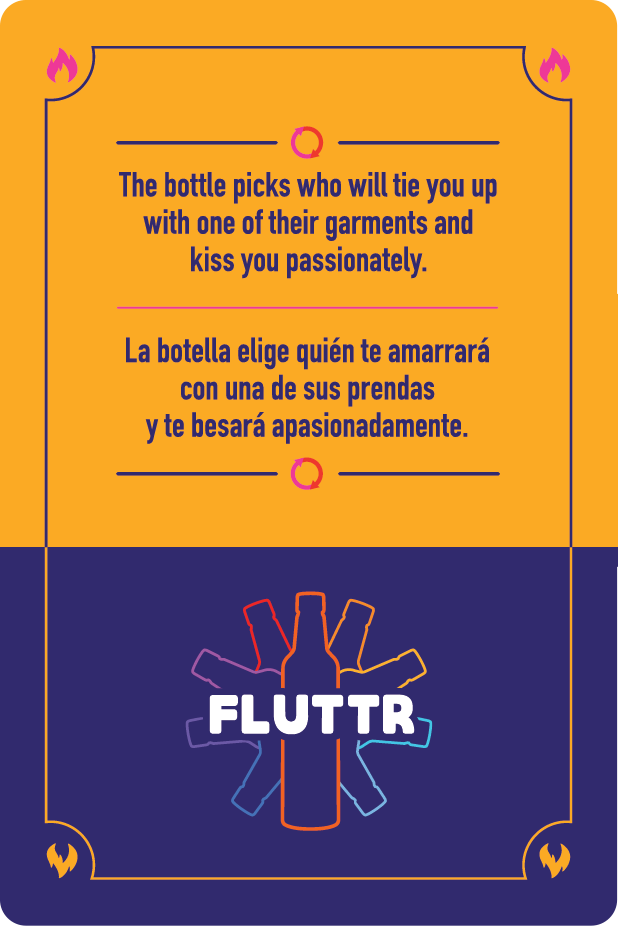 The bottle picks who will tie you up
with one of their garments and
kiss you passionately.
La botella elige quién te amarrará
con una de sus prendas
y te besará apasionadamente.
FLUTTR